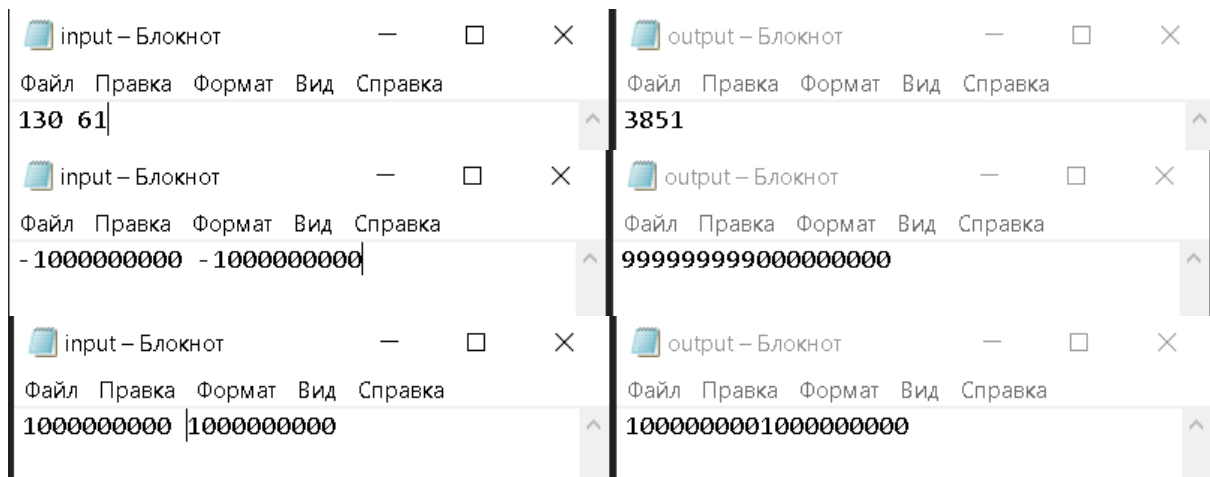 input – Блокнот
output – Блокнот
Файл Правка Формат Вид Справка
Файл Правка Формат Вид Справка
130 61
3851
input – Блокнот
output – Блокнот
Файл Правка Формат Вид Справка
Файл Правка Формат Вид Справка
-1000000000 -1000000000
999999999000000000
input – Блокнот
output – Блокнот
Файл Правка Формат Вид Справка
Файл Правка Формат Вид Справка
1000000000 1000000000
1000000001000000000